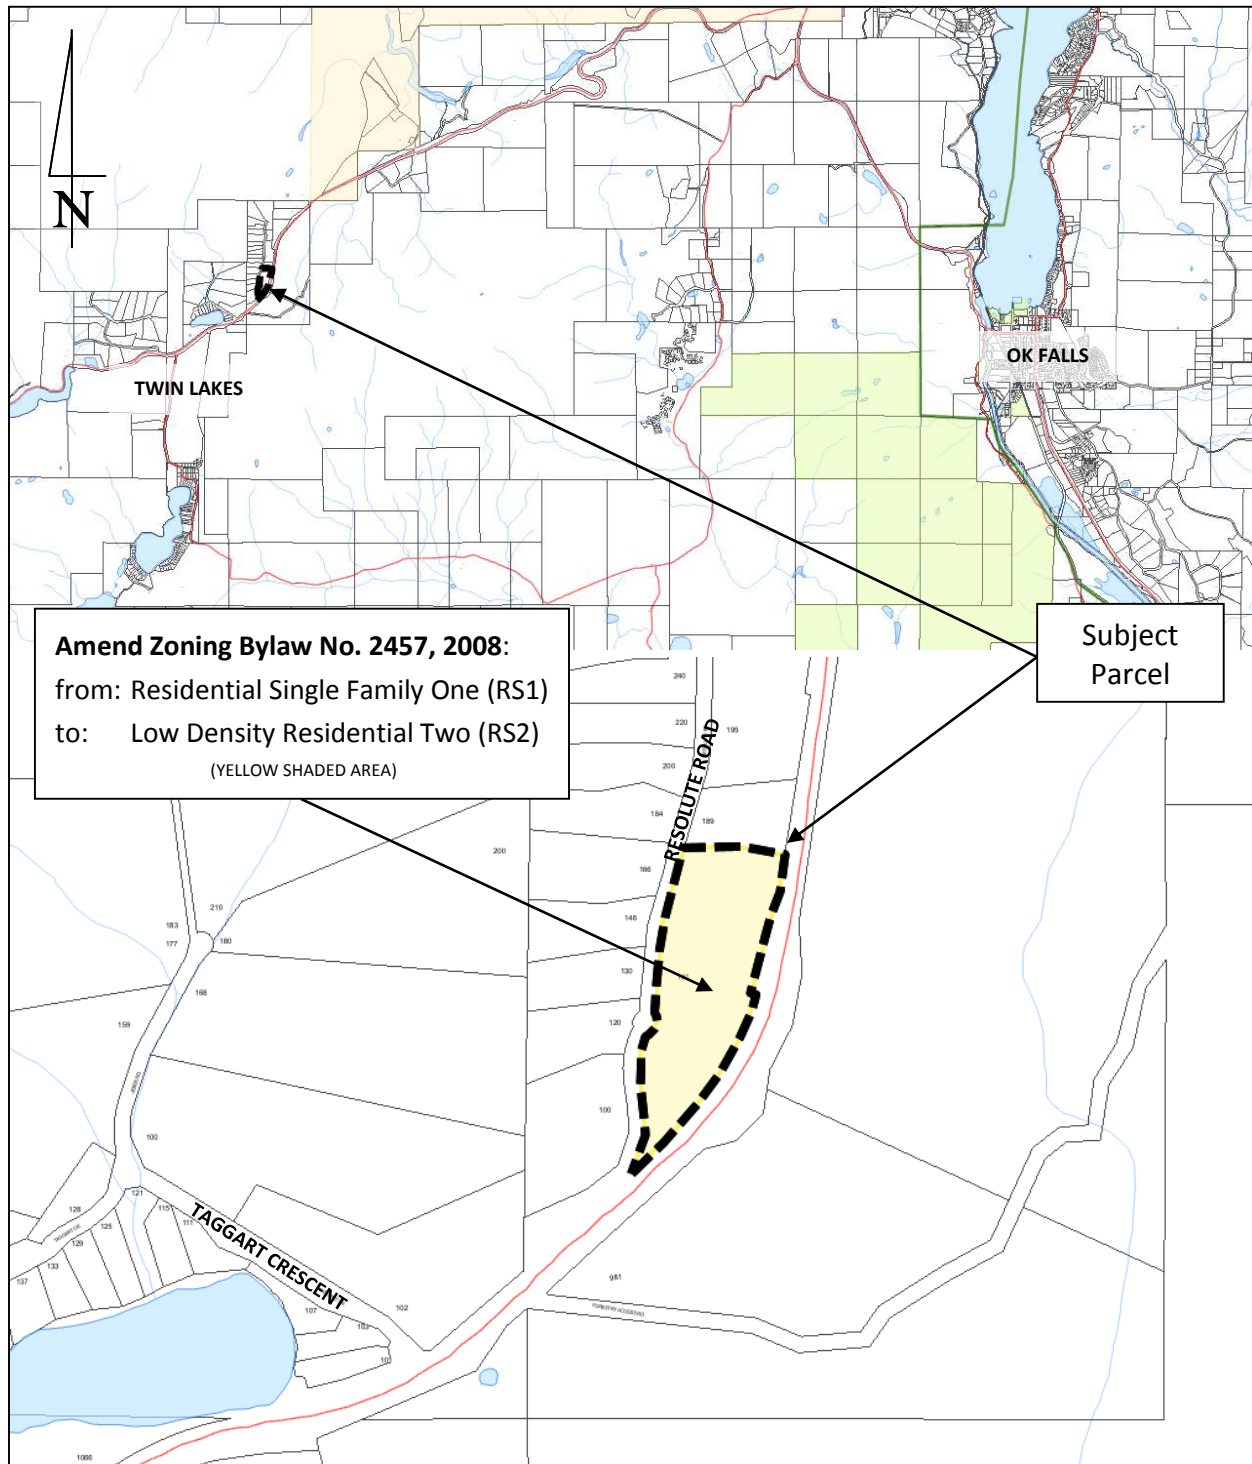 N
TWIN LAKES
OK FALLS
Amend Zoning Bylaw No. 2457, 2008:
from: Residential Single Family One (RS1)
to: Low Density Residential Two (RS2)
(YELLOW SHADED AREA)
Subject
Parcel
RESOLUTE ROAD
240
220
195
200
184
189
166
146
130
120
100
200
210
183
177
180
168
159
100
121
115
111
128
125
129
133
137
TAGGART CRESCENT
107
102
981
1066